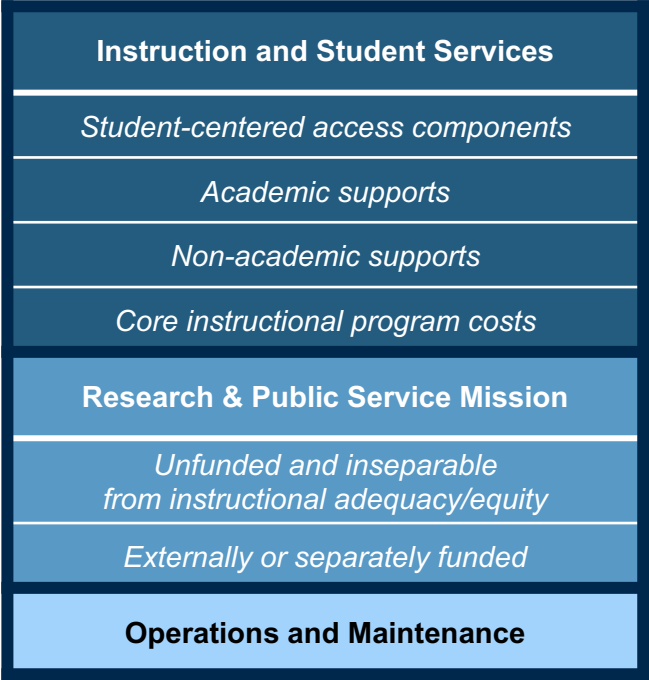 Instruction and Student Services
Student-centered access components
Academic supports
Non-academic supports
Core instructional program costs
Research & Public Service Mission
Unfunded and inseparable
from instructional adequacy/equity
Externally or separately funded
Operations and Maintenance